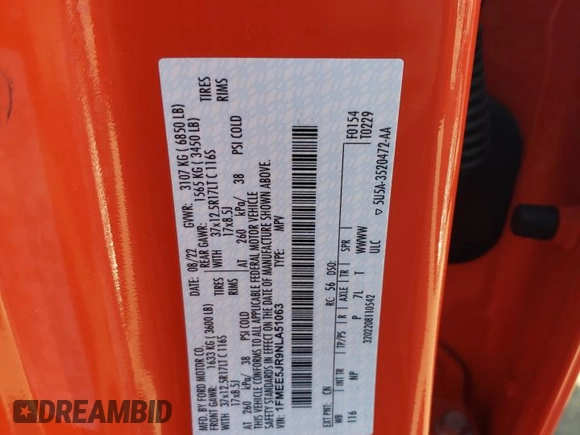 MFD. BY FORD MOTOR CO.
DATE: 08/22 GVWR: 3107 KG ( 6850 LB)
FRONT GAWR: 1633 KG ( 3600 LB) REAR GAWR: 1565 KG ( 3450 LB)
WITH 37x12.5R17LT C 116S TIRES WITH 37x12.5R17LT C 116S TIRES
17x8.5J RIMS 17x8.5J RIMS
AT 260 kPa/ 38 PSI COLD AT 260 kPa/ 38 PSI COLD
THIS VEHICLE CONFORMS TO ALL APPLICABLE FEDERAL MOTOR VEHICLE
SAFETY STANDARDS IN EFFECT ON THE DATE OF MANUFACTURE SHOWN ABOVE.
VIN: 1FMEE5JR9NLA51063 TYPE: MPV
F0154
T0229
EXT PNT: CN RC: 56 DSO:
WB INT TR TP/PS R AXLE TR SPR
116 NP P 7L T WWWW
3202208110542 ULC
▽ 5U5A-3520472-AA
DREAMBID